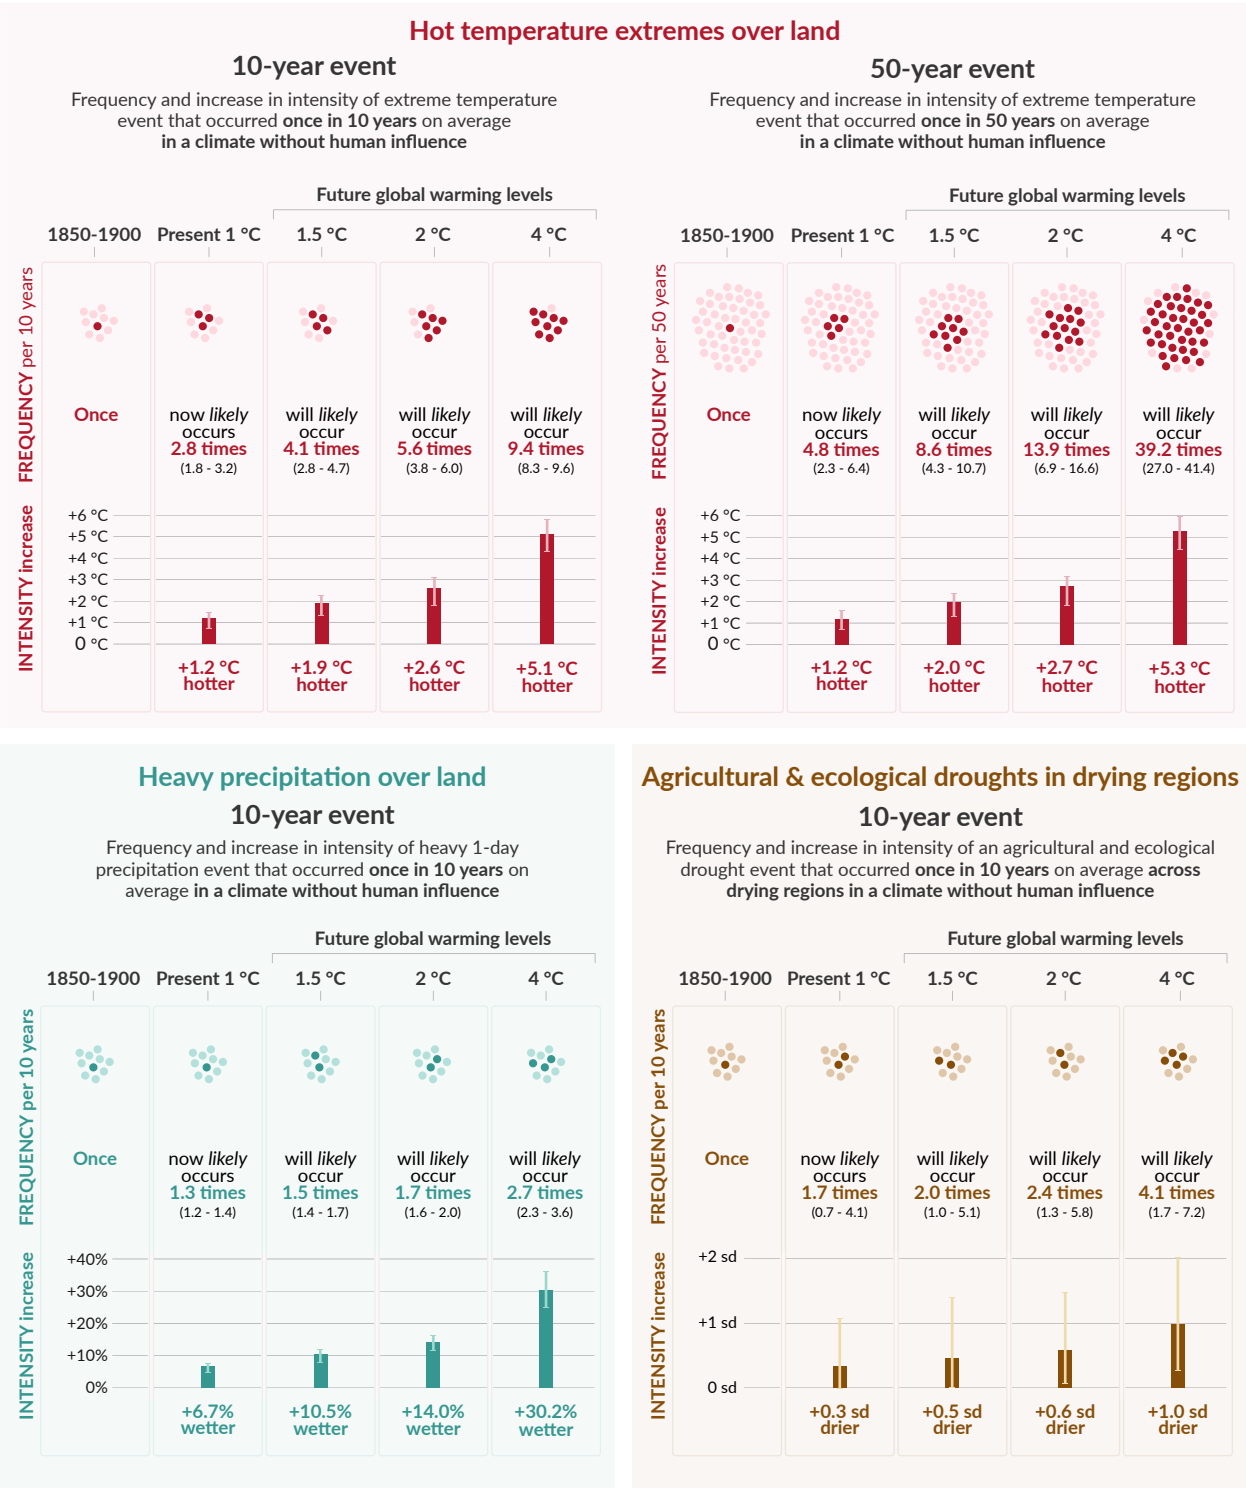 Hot temperature extremes over land
10-year event
Frequency and increase in intensity of extreme temperature
event that occurred once in 10 years on average
in a climate without human influence
Future global warming levels
1850-1900 Present 1 °C 1.5 °C 2 °C 4 °C
FREQUENCY per 10 years
Once
now likely occurs 2.8 times (1.8 - 3.2)
will likely occur 4.1 times (2.8 - 4.7)
will likely occur 5.6 times (3.8 - 6.0)
will likely occur 9.4 times (8.3 - 9.6)
INTENSITY increase
+6 °C
+5 °C
+4 °C
+3 °C
+2 °C
+1 °C
0 °C
+1.2 °C +1.9 °C +2.6 °C +5.1 °C
hotter hotter hotter hotter
50-year event
Frequency and increase in intensity of extreme temperature
event that occurred once in 50 years on average
in a climate without human influence
Future global warming levels
1850-1900 Present 1 °C 1.5 °C 2 °C 4 °C
FREQUENCY per 50 years
Once
now likely occurs 4.8 times (2.3 - 6.4)
will likely occur 8.6 times (4.3 - 10.7)
will likely occur 13.9 times (6.9 - 16.6)
will likely occur 39.2 times (27.0 - 41.4)
INTENSITY increase
+6 °C
+5 °C
+4 °C
+3 °C
+2 °C
+1 °C
0 °C
+1.2 °C +2.0 °C +2.7 °C +5.3 °C
hotter hotter hotter hotter
Heavy precipitation over land
10-year event
Frequency and increase in intensity of heavy 1-day
precipitation event that occurred once in 10 years on
average in a climate without human influence
Future global warming levels
1850-1900 Present 1 °C 1.5 °C 2 °C 4 °C
FREQUENCY per 10 years
Once
now likely occurs 1.3 times (1.2 - 1.4)
will likely occur 1.5 times (1.4 - 1.7)
will likely occur 1.7 times (1.6 - 2.0)
will likely occur 2.7 times (2.3 - 3.6)
INTENSITY increase
+40%
+30%
+20%
+10%
0%
+6.7% +10.5% +14.0% +30.2%
wetter wetter wetter wetter
Agricultural & ecological droughts in drying regions
10-year event
Frequency and increase in intensity of an agricultural and ecological
drought event that occurred once in 10 years on average across
drying regions in a climate without human influence
Future global warming levels
1850-1900 Present 1 °C 1.5 °C 2 °C 4 °C
FREQUENCY per 10 years
Once
now likely occurs 1.7 times (0.7 - 4.1)
will likely occur 2.0 times (1.0 - 5.1)
will likely occur 2.4 times (1.3 - 5.8)
will likely occur 4.1 times (1.7 - 7.2)
INTENSITY increase
+2 sd
+1 sd
0 sd
+0.3 sd +0.5 sd +0.6 sd +1.0 sd
drier drier drier drier